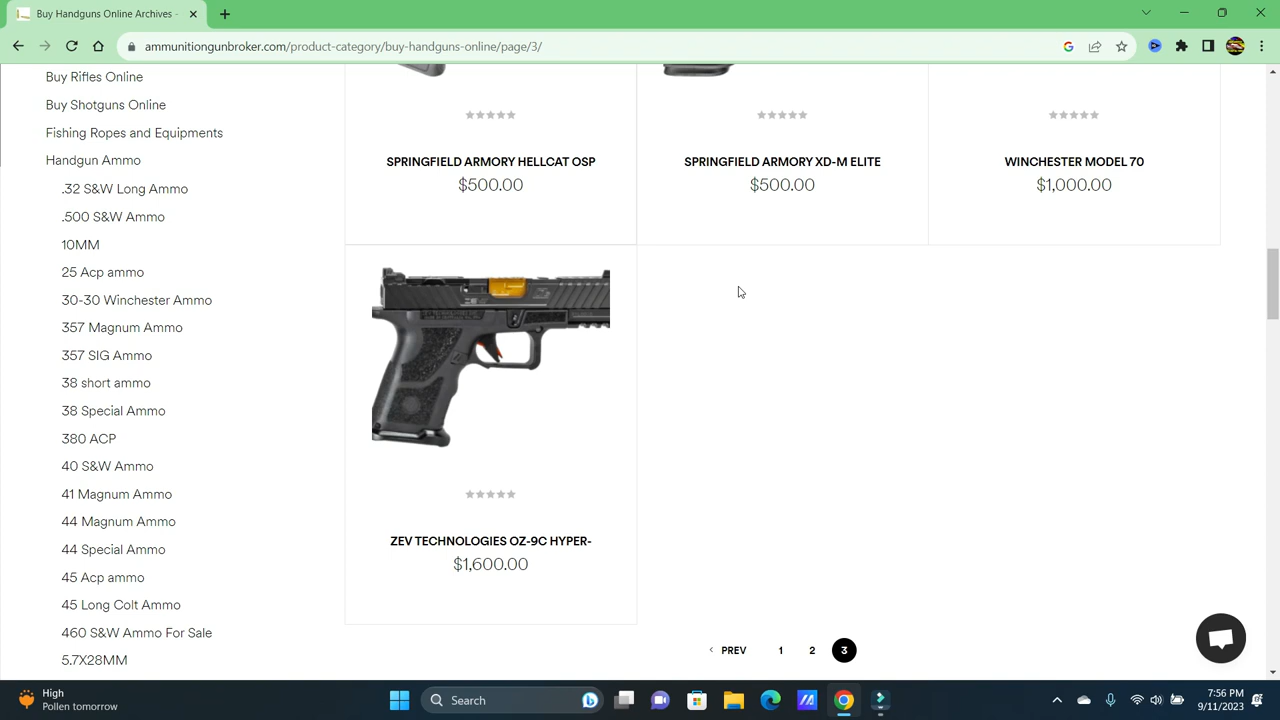 Buy Handguns Online Archives -
ammunitiongunbroker.com/product-category/buy-handguns-online/page/3/
Buy Rifles Online
Buy Shotguns Online
Fishing Ropes and Equipments
Handgun Ammo
.32 S&W Long Ammo
.500 S&W Ammo
10MM
25 Acp ammo
30-30 Winchester Ammo
357 Magnum Ammo
357 SIG Ammo
38 short ammo
38 Special Ammo
380 ACP
40 S&W Ammo
41 Magnum Ammo
44 Magnum Ammo
44 Special Ammo
45 Acp ammo
45 Long Colt Ammo
460 S&W Ammo For Sale
5.7X28MM
SPRINGFIELD ARMORY HELLCAT OSP
$500.00
SPRINGFIELD ARMORY XD-M ELITE
$500.00
WINCHESTER MODEL 70
$1,000.00
ZEV TECHNOLOGIES OZ-9C HYPER-
$1,600.00
PREV 1 2 3
High
Pollen tomorrow
Search
7:56 PM
9/11/2023